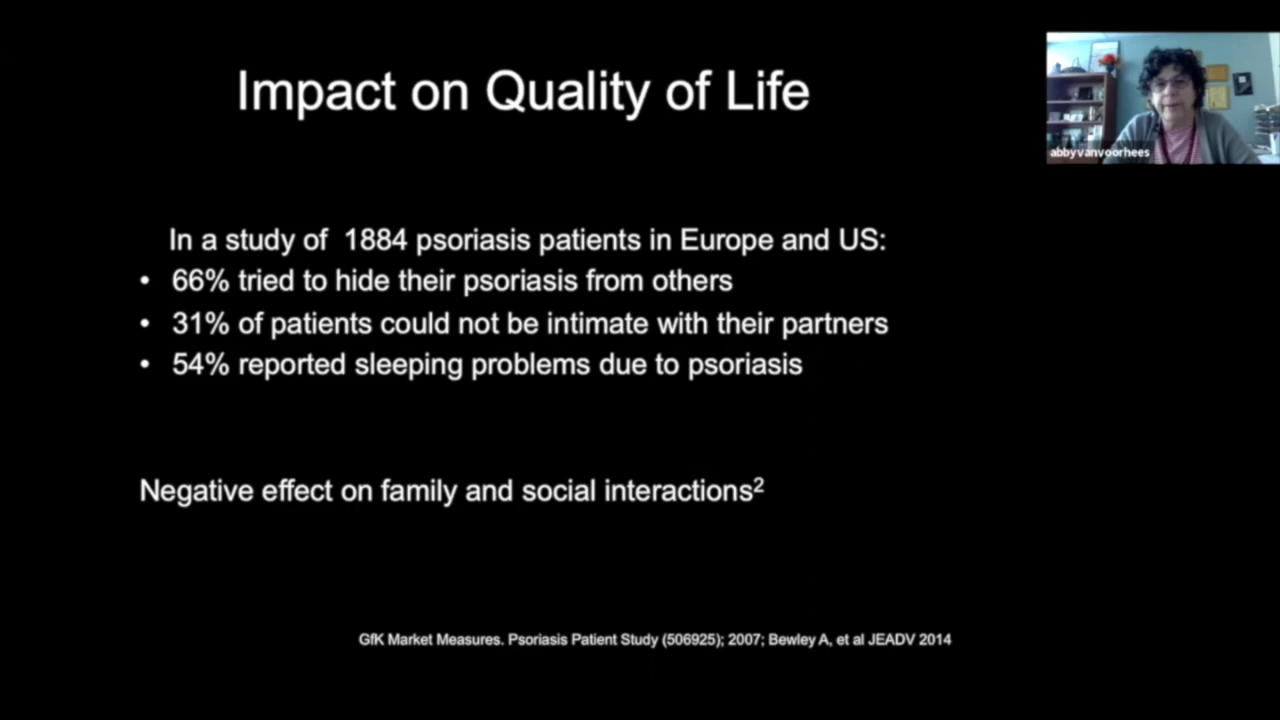 Impact on Quality of Life
abbyvanvoorhees
In a study of 1884 psoriasis patients in Europe and US:
• 66% tried to hide their psoriasis from others
• 31% of patients could not be intimate with their partners
• 54% reported sleeping problems due to psoriasis
Negative effect on family and social interactions²
GfK Market Measures. Psoriasis Patient Study (506925); 2007; Bewley A, et al JEADV 2014